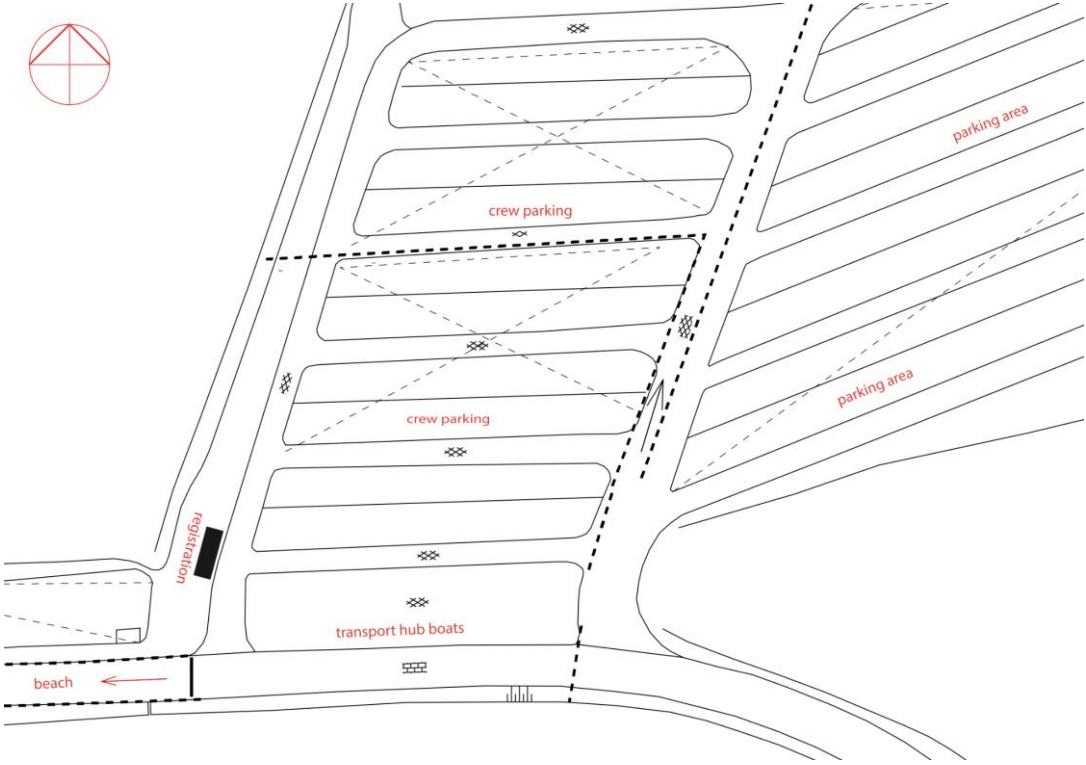 parking area
crew parking
parking area
crew parking
registration
transport hub boats
beach